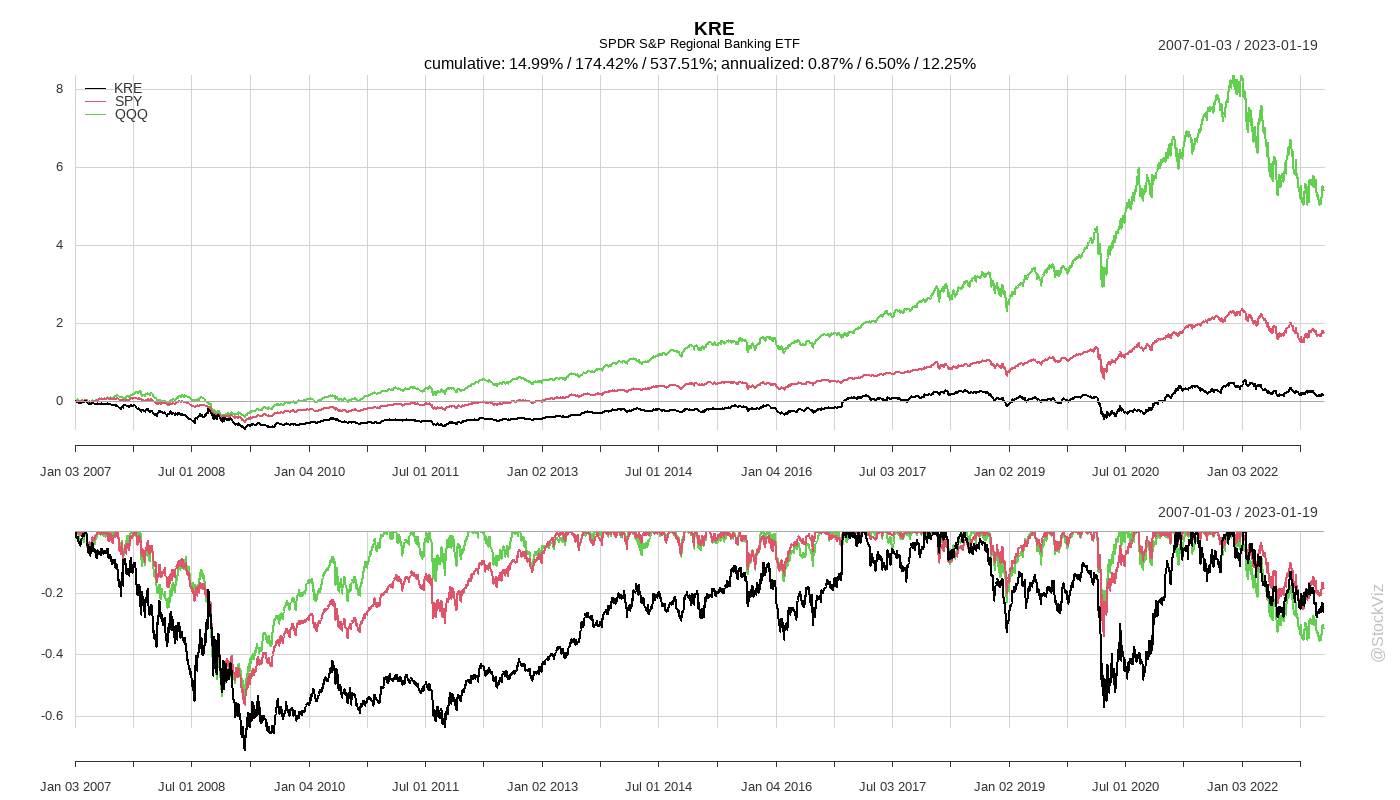 KRE
SPDR S&P Regional Banking ETF
2007-01-03 / 2023-01-19
cumulative: 14.99% / 174.42% / 537.51%; annualized: 0.87% / 6.50% / 12.25%
KRE
SPY
QQQ
8
6
4
2
0
Jan 03 2007 Jul 01 2008 Jan 04 2010 Jul 01 2011 Jan 02 2013 Jul 01 2014 Jan 04 2016 Jul 03 2017 Jan 02 2019 Jul 01 2020 Jan 03 2022
2007-01-03 / 2023-01-19
-0.2
-0.4
-0.6
Jan 03 2007 Jul 01 2008 Jan 04 2010 Jul 01 2011 Jan 02 2013 Jul 01 2014 Jan 04 2016 Jul 03 2017 Jan 02 2019 Jul 01 2020 Jan 03 2022
@StockViz